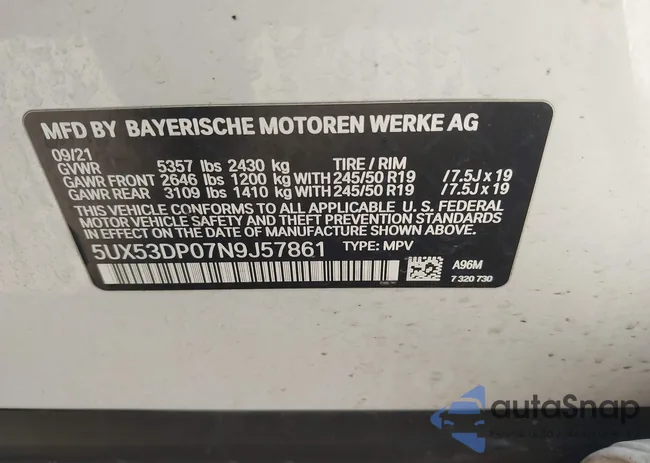 MFD BY BAYERISCHE MOTOREN WERKE AG
09/21
GVWR 5357 lbs 2430 kg TIRE / RIM
GAWR FRONT 2646 lbs 1200 kg WITH 245/50 R19 / 7.5J x 19
GAWR REAR 3109 lbs 1410 kg WITH 245/50 R19 / 7.5J x 19
THIS VEHICLE CONFORMS TO ALL APPLICABLE U. S. FEDERAL
MOTOR VEHICLE SAFETY STANDARDS IN EFFECT ON THE DATE OF
MANUFACTURE SHOWN ABOVE.
5UX53DP07N9J57861 TYPE: MPV
A96M
7 320 730
autoSnap